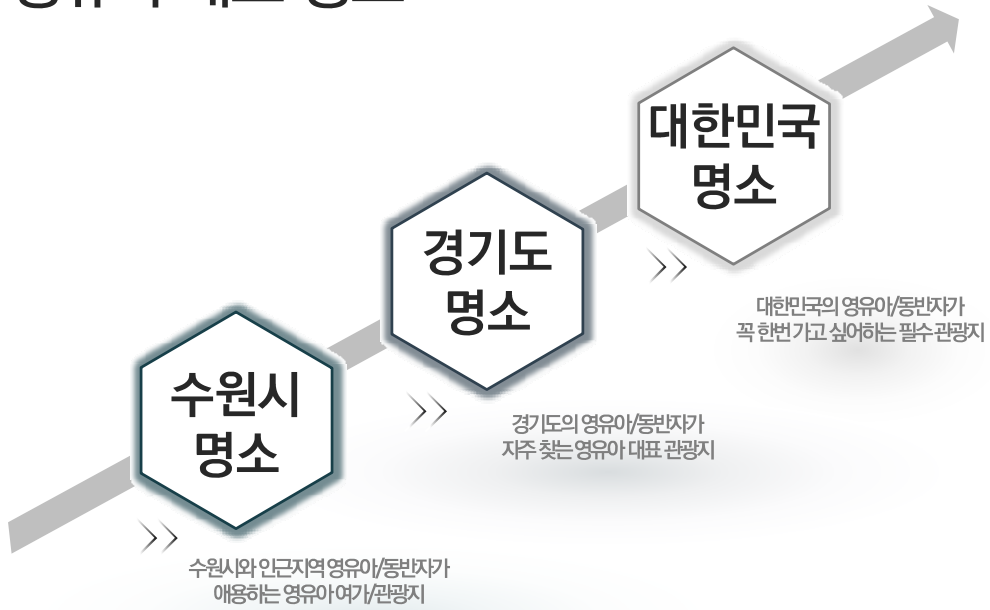 대한민국
명소
대한민국의 영유아/동반자가
꼭 한번 가고 싶어하는 필수 관광지
경기도
명소
경기도의 영유아/동반자가
자주 찾는 영유아 대표 관광지
수원시
명소
수원시와 인근지역 영유아/동반자가
애용하는 영유아 여가/관광지